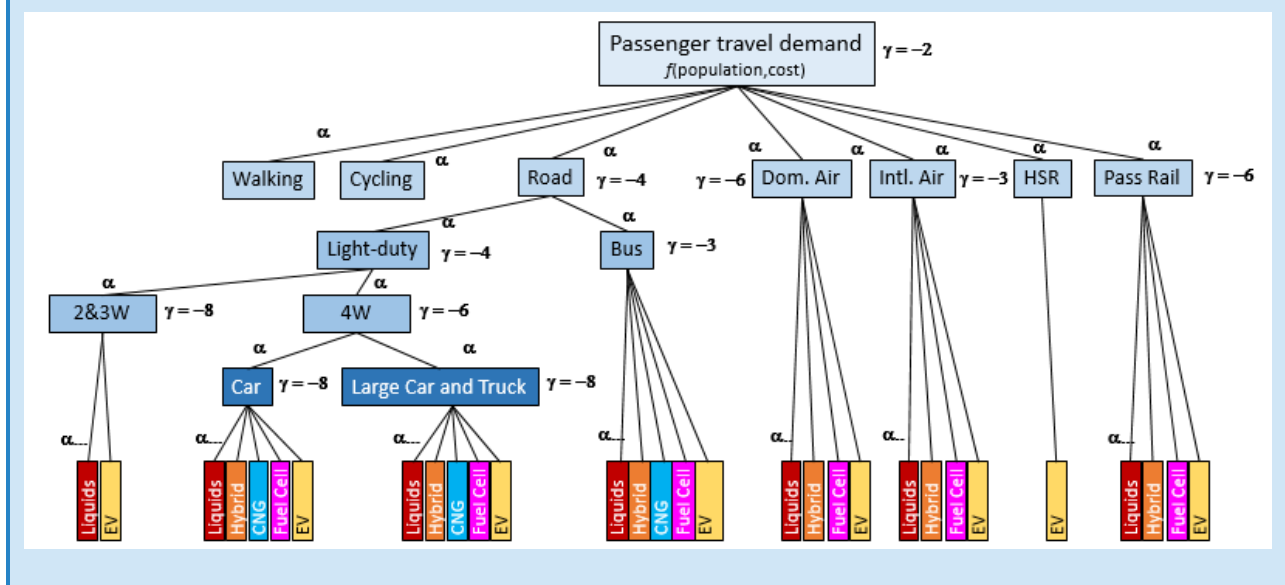 Passenger travel demand
f(population,cost)
γ = −2
α
α
α
α
α
α
α
α
Walking
Cycling
Road
γ = −4
γ = −6
Dom. Air
Intl. Air
γ = −3
HSR
Pass Rail
γ = −6
α
α
Light-duty
γ = −4
Bus
γ = −3
α
α
2&3W
γ = −8
4W
γ = −6
α
α
Car
γ = −8
Large Car and Truck
γ = −8
α...
α...
α...
α...
α..
α..
α...
Liquids
EV
Liquids
Hybrid
CNG
Fuel Cell
EV
Liquids
Hybrid
CNG
Fuel Cell
EV
Liquids
Hybrid
CNG
Fuel Cell
EV
Liquids
Hybrid
Fuel Cell
EV
Liquids
Hybrid
Fuel Cell
EV
EV
Liquids
Hybrid
Fuel Cell
EV